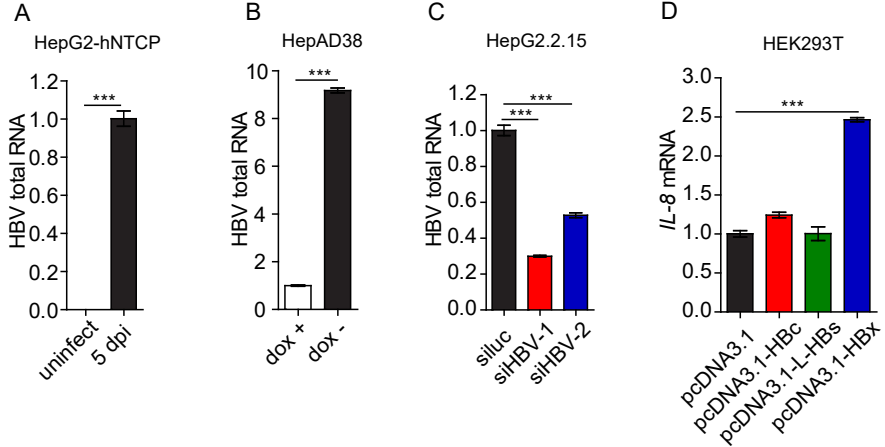 A
HepG2-hNTCP
HBV total RNA
1.2
1.0
0.8
0.6
0.4
0.2
0.0
***
uninfect
5 dpi
B
HepAD38
HBV total RNA
10
8
6
4
2
0
***
dox +
dox -
C
HepG2.2.15
HBV total RNA
1.2
1.0
0.8
0.6
0.4
0.2
0.0
***
***
siluc
siHBV-1
siHBV-2
D
HEK293T
IL-8 mRNA
3.0
2.5
2.0
1.5
1.0
0.5
0.0
***
pcDNA3.1
pcDNA3.1-HBc
pcDNA3.1-L-HBs
pcDNA3.1-HBx